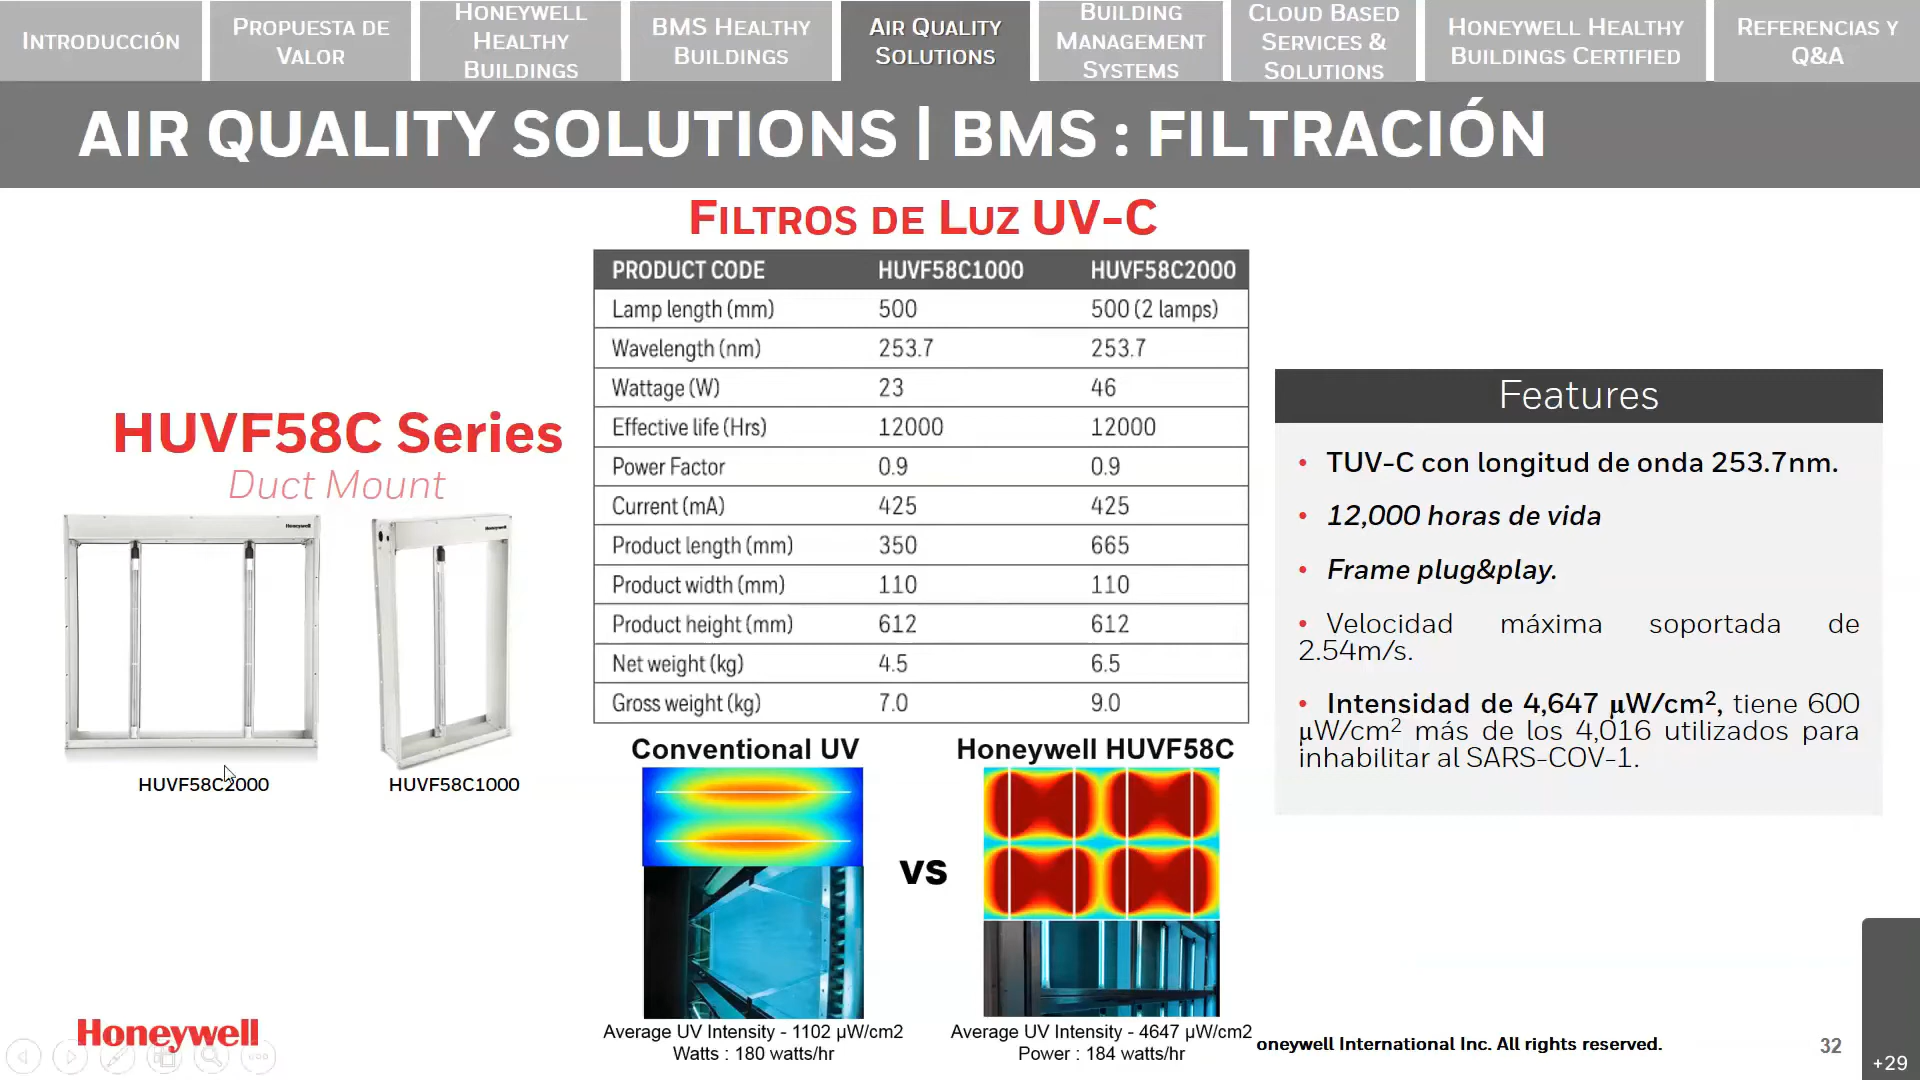 INTRODUCCIÓN
PROPUESTA DE
VALOR
HONEYWELL
HEALTHY
BUILDINGS
BMS HEALTHY
BUILDINGS
AIR QUALITY
SOLUTIONS
BUILDING
MANAGEMENT
SYSTEMS
CLOUD BASED
SERVICES &
SOLUTIONS
HONEYWELL HEALTHY
BUILDINGS CERTIFIED
REFERENCIAS Y
Q&A
AIR QUALITY SOLUTIONS | BMS : FILTRACIÓN
FILTROS DE LUZ UV-C
HUVF58C Series
Duct Mount
Honeywell
Honeywell
HUVF58C2000
HUVF58C1000
PRODUCT CODE HUVF58C1000 HUVF58C2000
Lamp length (mm) 500 500 (2 lamps)
Wavelength (nm) 253.7 253.7
Wattage (W) 23 46
Effective life (Hrs) 12000 12000
Power Factor 0.9 0.9
Current (mA) 425 425
Product length (mm) 350 665
Product width (mm) 110 110
Product height (mm) 612 612
Net weight (kg) 4.5 6.5
Gross weight (kg) 7.0 9.0
Conventional UV
Honeywell HUVF58C
vs
Average UV Intensity - 1102 µW/cm2
Watts : 180 watts/hr
Average UV Intensity - 4647 µW/cm2
Power : 184 watts/hr
Features
• TUV-C con longitud de onda 253.7nm.
• 12,000 horas de vida
• Frame plug&play.
• Velocidad máxima soportada de
2.54m/s.
• Intensidad de 4,647 µW/cm², tiene 600
µW/cm² más de los 4,016 utilizados para
inhabilitar al SARS-COV-1.
Honeywell
oneywell International Inc. All rights reserved.
32
+29